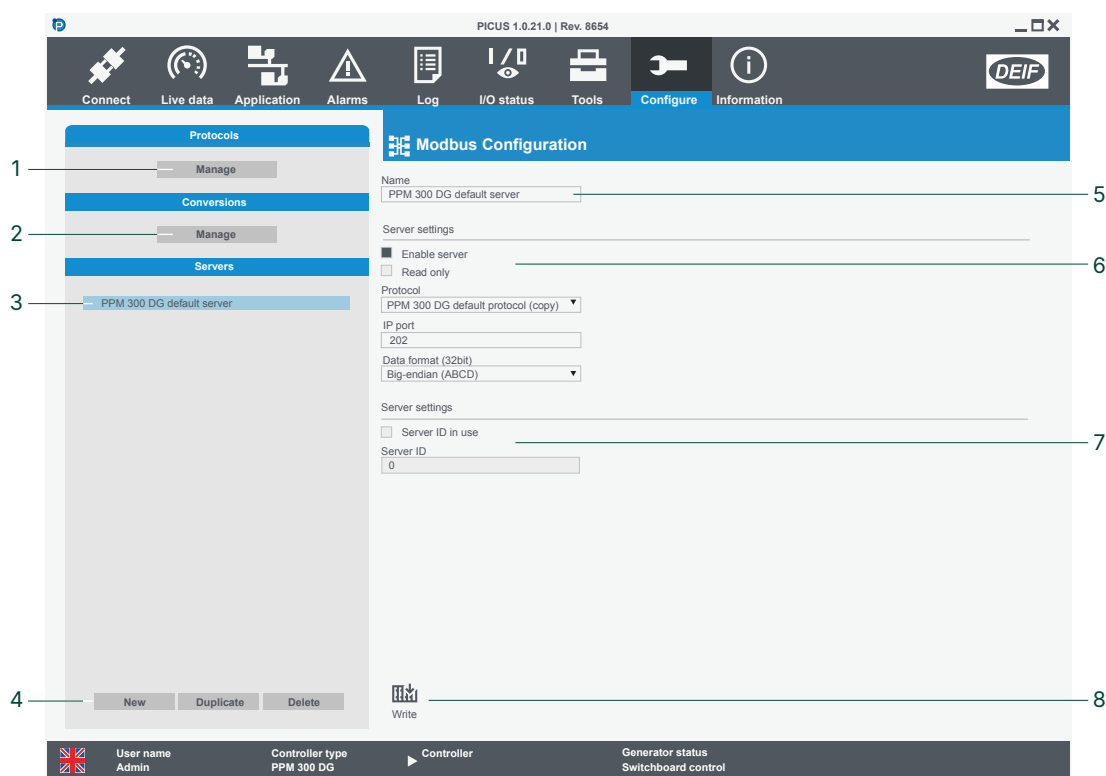 PICUS 1.0.21.0 | Rev. 8654
Connect Live data Application Alarms Log I/O status Tools Configure Information
DEIF
Protocols
Modbus Configuration
1
Manage
Name
PPM 300 DG default server
5
Conversions
2
Manage
Server settings
Enable server
6
Servers
Read only
Protocol
3
PPM 300 DG default server
PPM 300 DG default protocol (copy)
IP port
202
Data format (32bit)
Big-endian (ABCD)
Server settings
Server ID in use
7
Server ID
0
4
New Duplicate Delete
8
Write
User name Controller type Controller Generator status
Admin PPM 300 DG Switchboard control